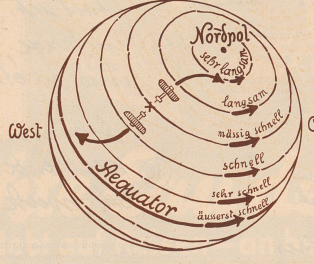 Nordpol
sehr langsam
langsam
mässig schnell
West
schnell
sehr schnell
Aequator
äusserst schnell